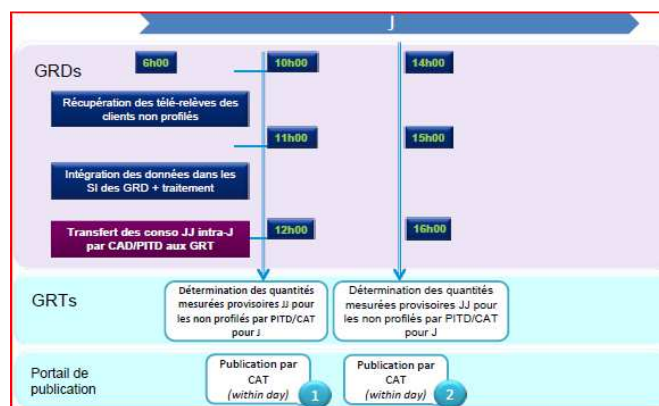 J
GRDs
6h00
10h00
14h00
Récupération des télé-relèves des
clients non profilés
11h00
15h00
Intégration des données dans les
SI des GRD + traitement
Transfert des conso JJ intra-J
par CAD/PITD aux GRT
12h00
16h00
GRTs
Détermination des quantités
mesurées provisoires JJ pour
les non profilés par PITD/CAT
pour J
Détermination des quantités
mesurées provisoires JJ pour
les non profilés par PITD/CAT
pour J
Portail de
publication
Publication par
CAT
(within day)
1
Publication par
CAT
(within day)
2